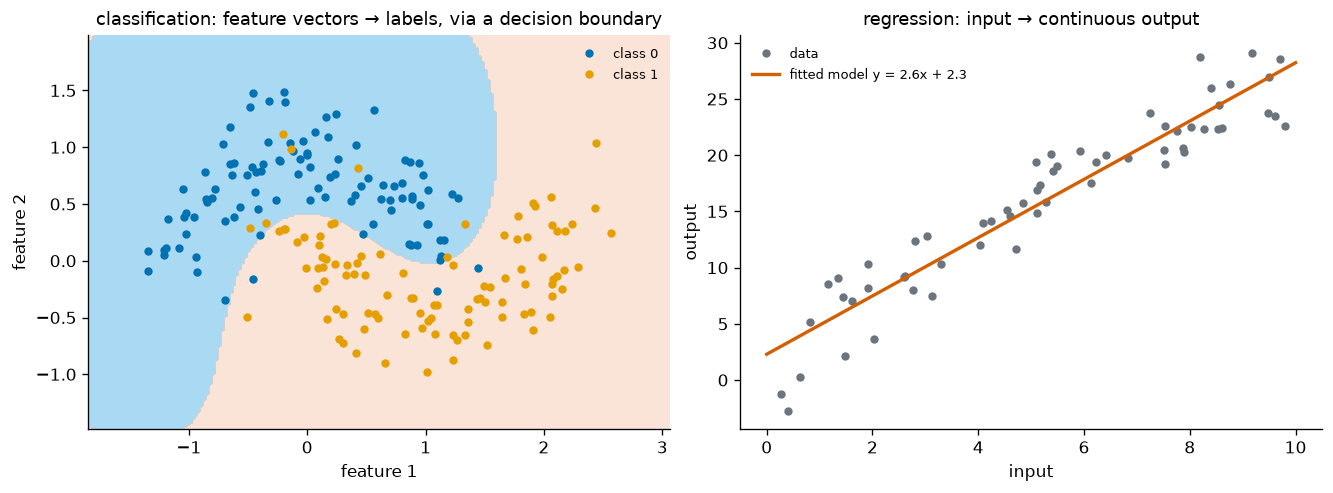 classification: feature vectors → labels, via a decision boundary
class 0
class 1
feature 2
1.5
1.0
0.5
0.0
−0.5
−1.0
−1
0
1
2
3
feature 1
regression: input → continuous output
data
fitted model y = 2.6x + 2.3
output
30
25
20
15
10
5
0
0
2
4
6
8
10
input